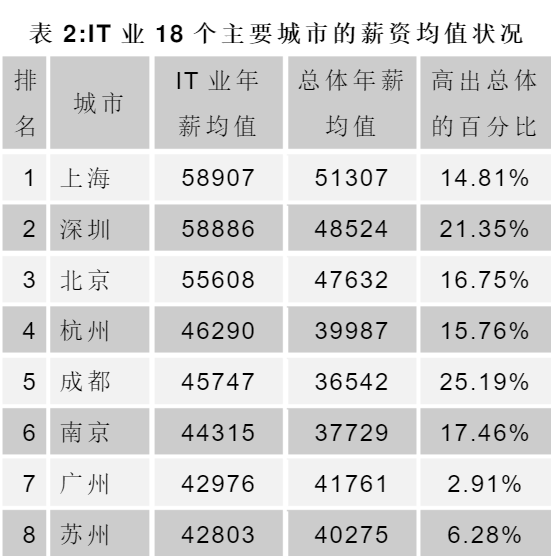 表 2:IT 业 18 个主要城市的薪资均值状况
排名 城市 IT 业年薪均值 总体年薪均值 高出总体的百分比
1 上海 58907 51307 14.81%
2 深圳 58886 48524 21.35%
3 北京 55608 47632 16.75%
4 杭州 46290 39987 15.76%
5 成都 45747 36542 25.19%
6 南京 44315 37729 17.46%
7 广州 42976 41761 2.91%
8 苏州 42803 40275 6.28%